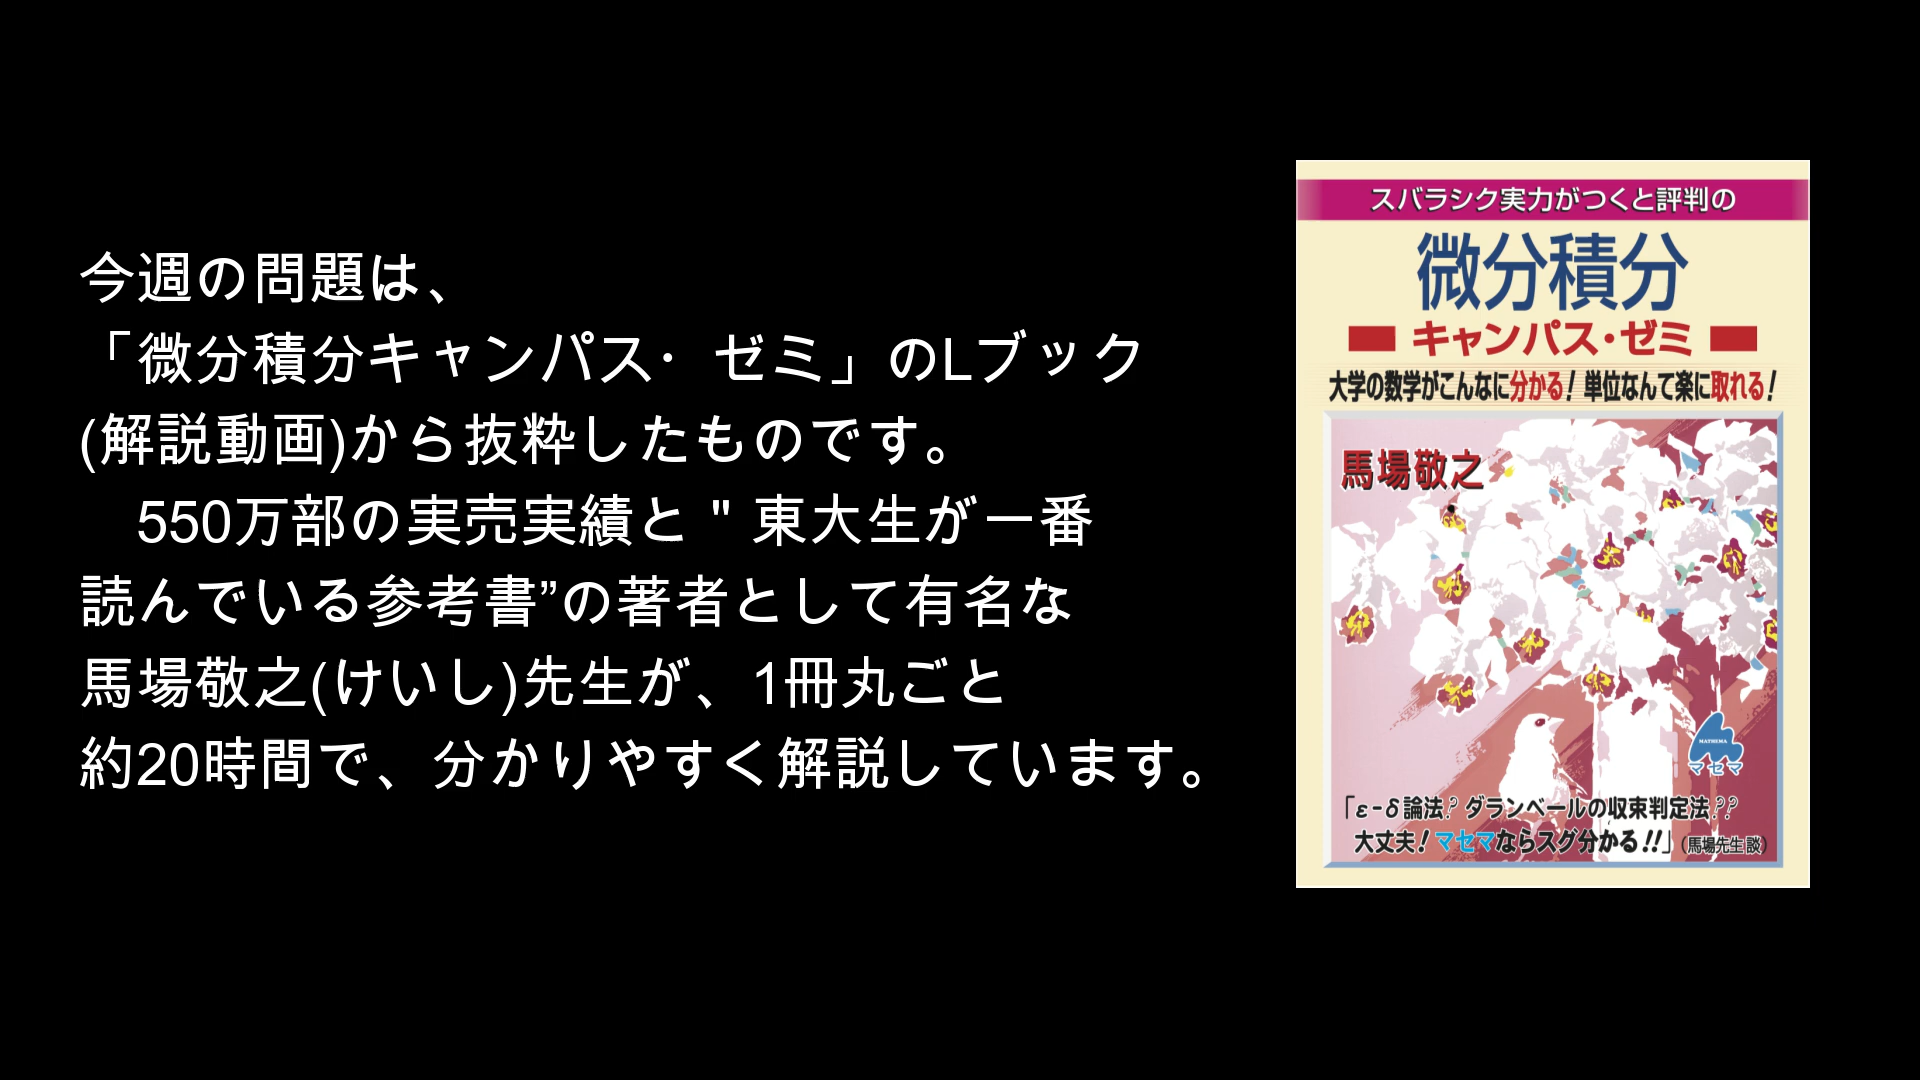 今週の問題は、
「微分積分キャンパス・ゼミ」のLブック
(解説動画)から抜粋したものです。
　550万部の実売実績と＂東大生が一番
読んでいる参考書”の著者として有名な
馬場敬之(けいし)先生が、1冊丸ごと
約20時間で、分かりやすく解説しています。
スバラシク実力がつくと評判の
微分積分
キャンパス・ゼミ
大学の数学がこんなに分かる！単位なんて楽に取れる！
馬場敬之
MATHEMA
マセマ
「ε-δ論法？ダランベールの収束判定法？？
大丈夫！マセマならスグ分かる！！」（馬場先生談）